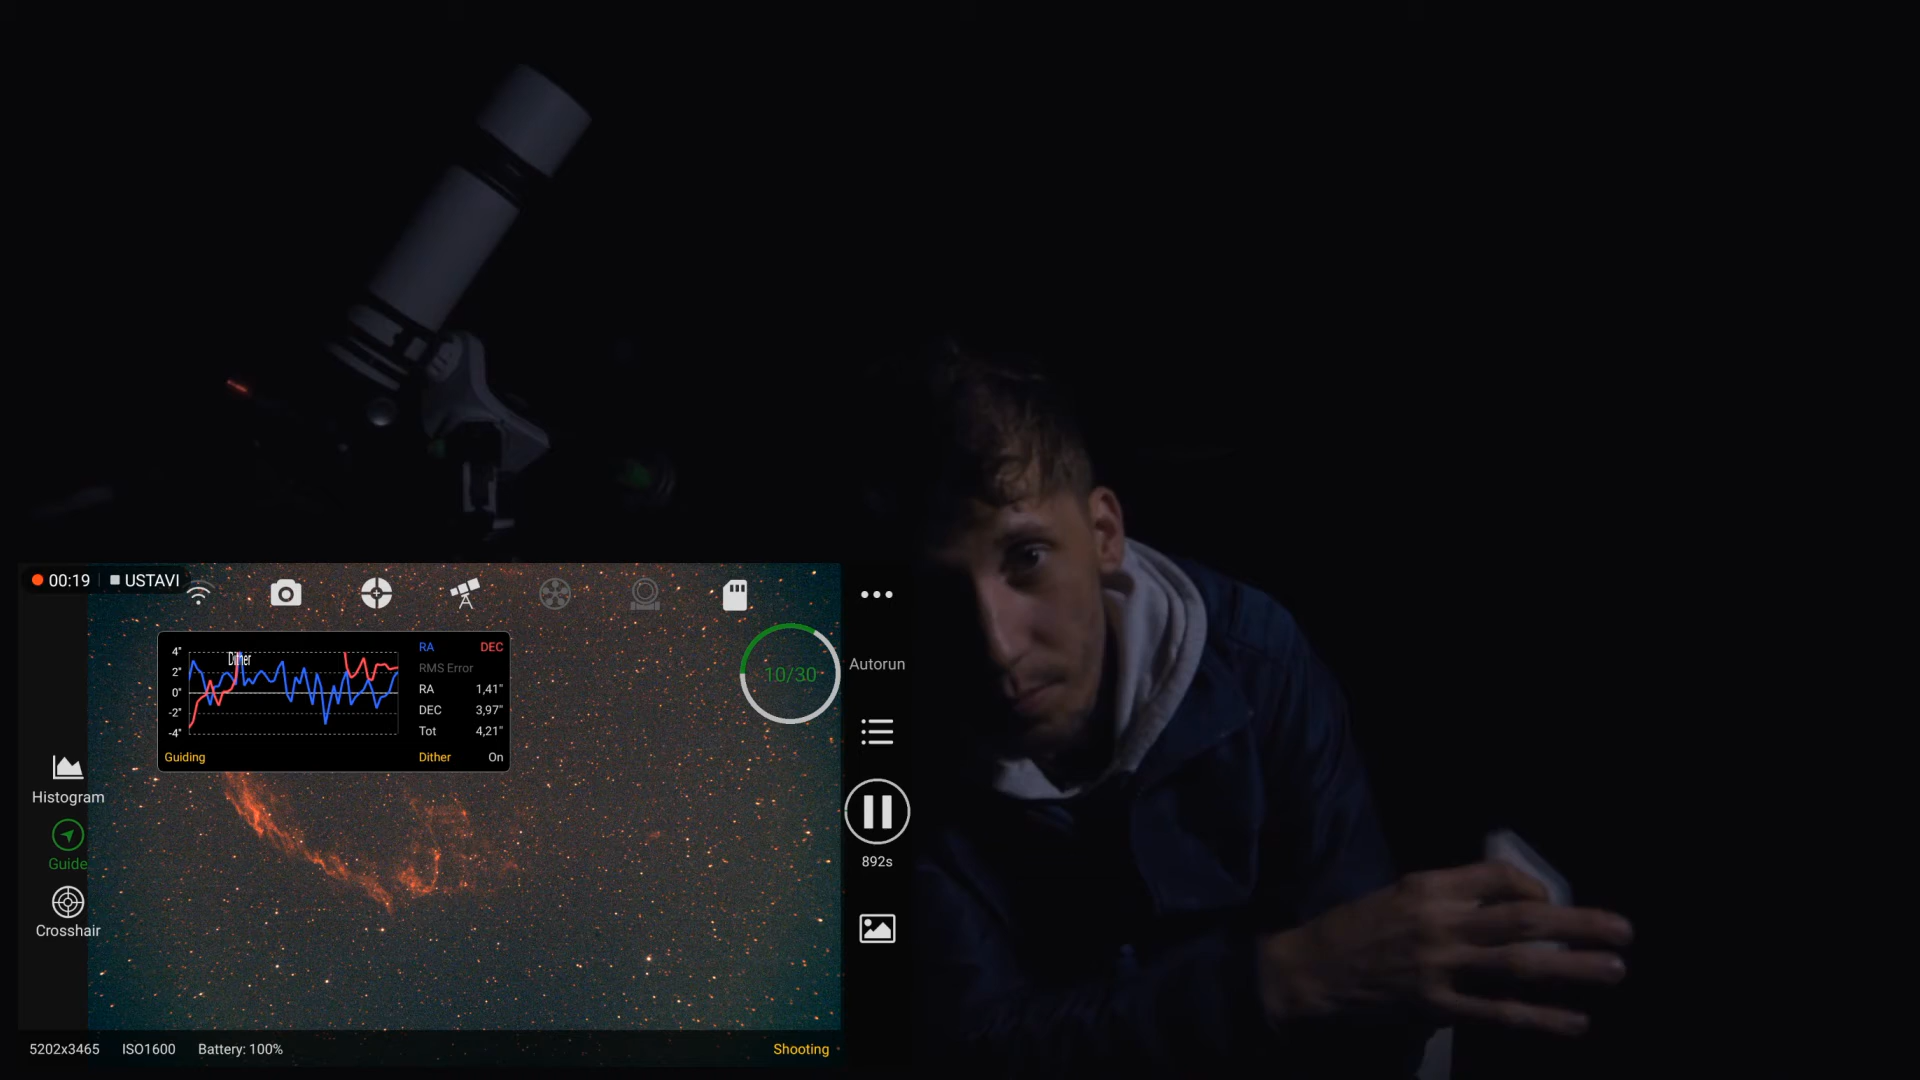 00:19 USTAVI
4"
2"
0"
-2"
-4"
Dither
RA DEC
RMS Error
RA 1,41"
DEC 3,97"
Tot 4,21"
Guiding Dither On
10/30
Autorun
892s
Histogram
Guide
Crosshair
5202x3465 ISO1600 Battery: 100% Shooting